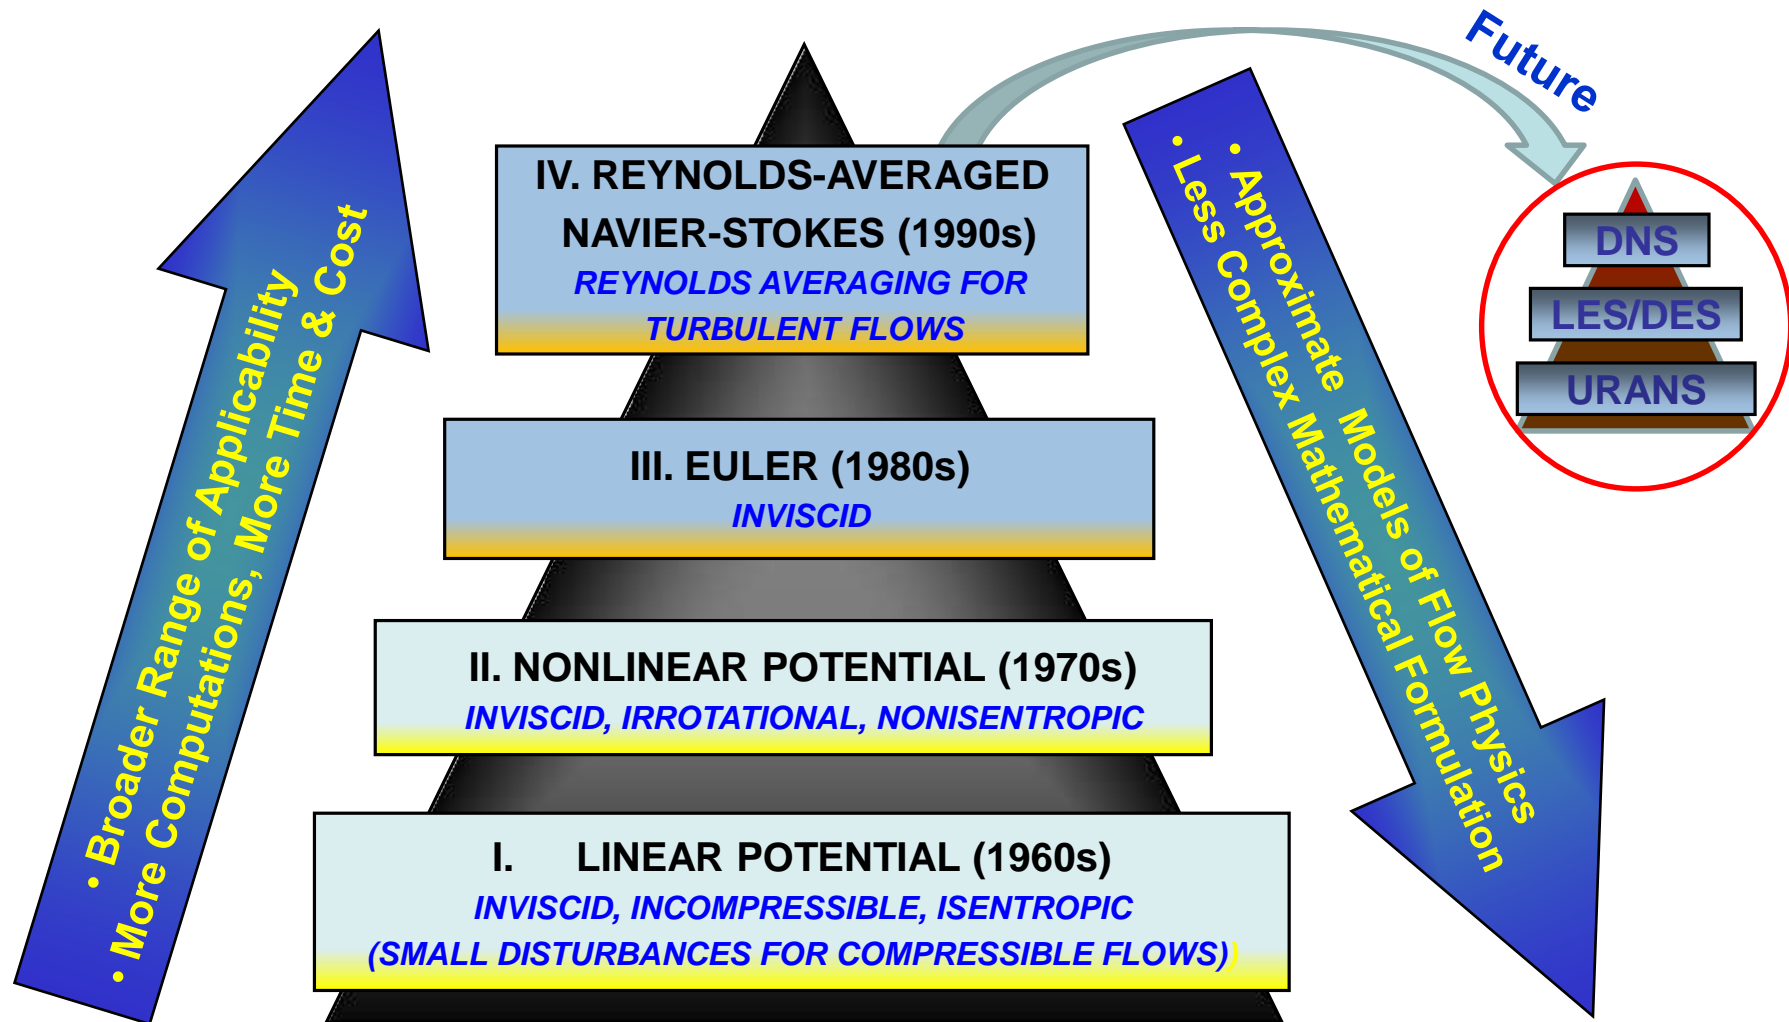 • Broader Range of Applicability
• More Computations, More Time & Cost
IV. REYNOLDS-AVERAGED
NAVIER-STOKES (1990s)
REYNOLDS AVERAGING FOR
TURBULENT FLOWS
III. EULER (1980s)
INVISCID
II. NONLINEAR POTENTIAL (1970s)
INVISCID, IRROTATIONAL, NONISENTROPIC
I. LINEAR POTENTIAL (1960s)
INVISCID, INCOMPRESSIBLE, ISENTROPIC
(SMALL DISTURBANCES FOR COMPRESSIBLE FLOWS))
• Approximate Models of Flow Physics
• Less Complex Mathematical Formulation
Future
DNS
LES/DES
URANS